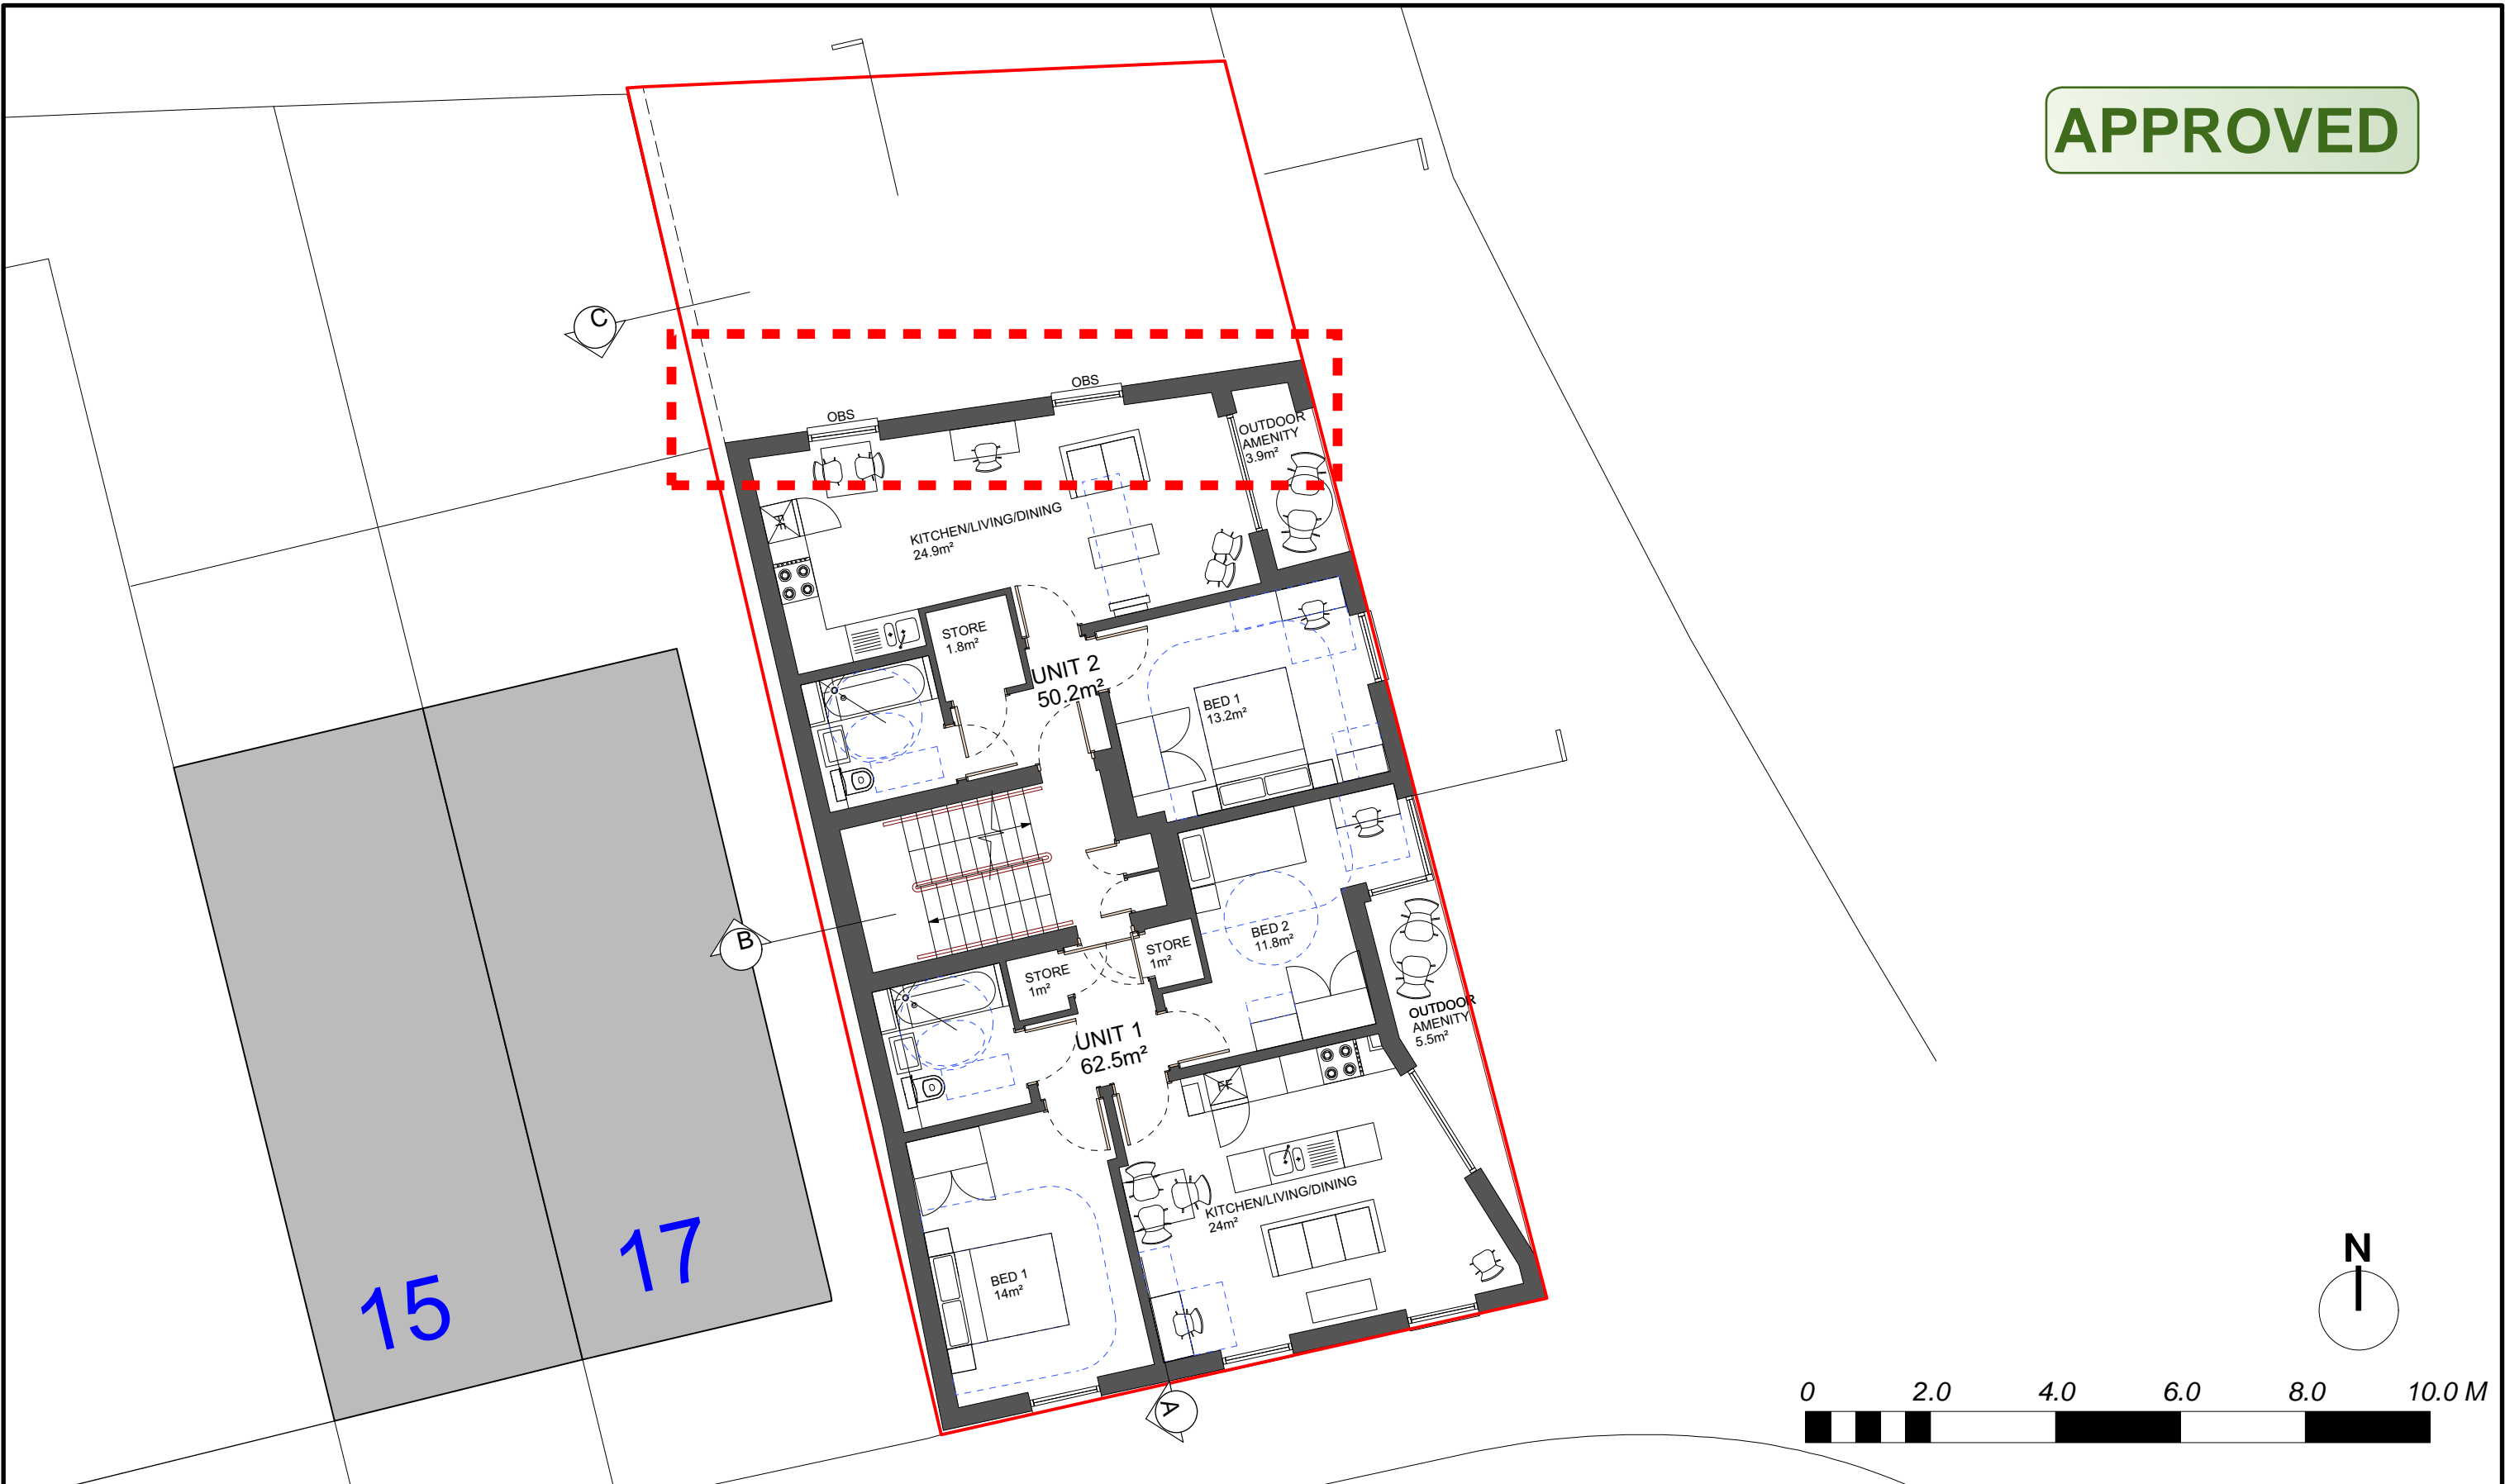 APPROVED
C
OBS
OBS
OUTDOOR
AMENITY
3.9m²
KITCHEN/LIVING/DINING
24.9m²
STORE
1.8m²
UNIT 2
50.2m²
BED 1
13.2m²
B
BED 2
11.8m²
STORE
1m²
STORE
1m²
OUTDOOR
AMENITY
5.5m²
UNIT 1
62.5m²
FF
KITCHEN/LIVING/DINING
24m²
BED 1
14m²
17
15
A
N
0 2.0 4.0 6.0 8.0 10.0 M